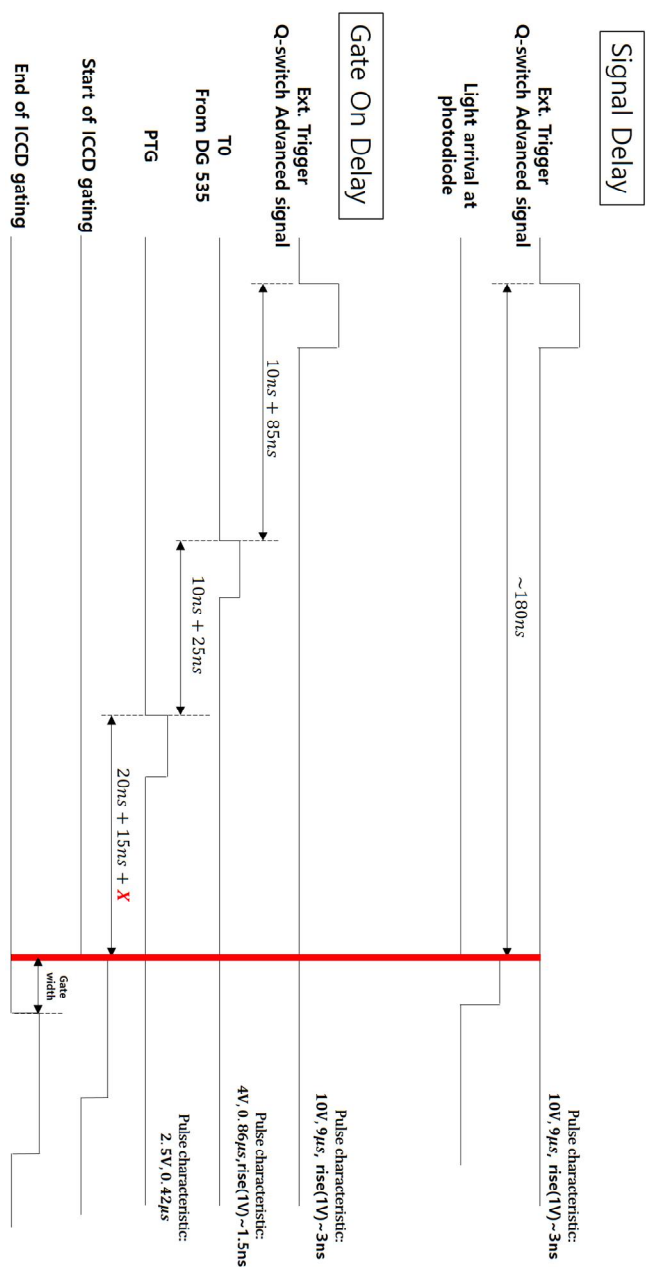 Signal Delay
Ext. Trigger
Q-switch Advanced signal
~180ns
Pulse characteristic:
10V, 9μs, rise(1V)~3ns
Light arrival at
photodiode
Gate On Delay
Ext. Trigger
Q-switch Advanced signal
Pulse characteristic:
10V, 9μs, rise(1V)~3ns
10ns + 85ns
T0
From DG 535
Pulse characteristic:
4V, 0.86μs,rise(1V)~1.5ns
10ns + 25ns
PTG
Pulse characteristic:
2.5V, 0.42μs
20ns + 15ns + X
Start of ICCD gating
Gate
width
End of ICCD gating